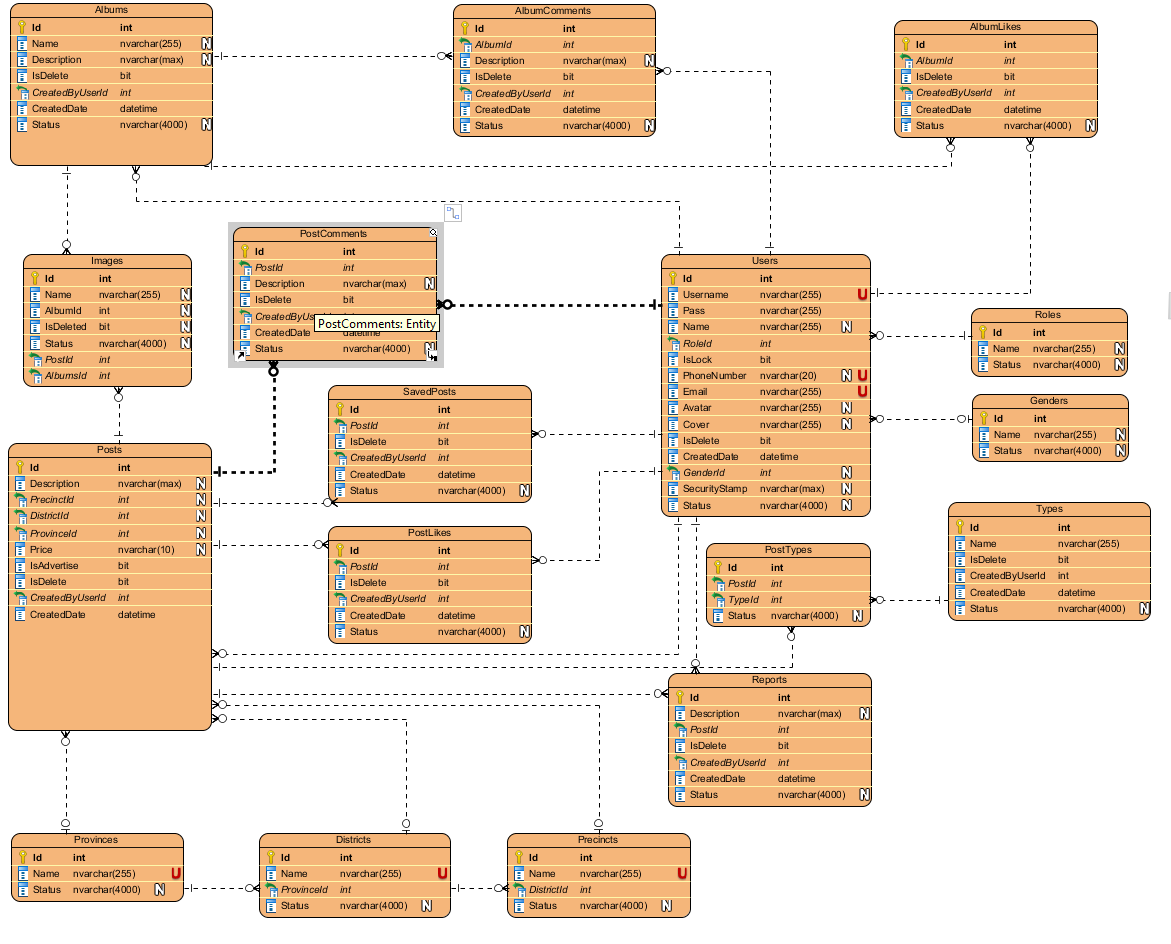 Albums
Id int
Name nvarchar(255) N
Description nvarchar(max) N
IsDelete bit
CreatedByUserId int
CreatedDate datetime
Status nvarchar(4000) N
AlbumComments
Id int
AlbumId int
Description nvarchar(max) N
IsDelete bit
CreatedByUserId int
CreatedDate datetime
Status nvarchar(4000) N
AlbumLikes
Id int
AlbumId int
IsDelete bit
CreatedByUserId int
CreatedDate datetime
Status nvarchar(4000) N
Images
Id int
Name nvarchar(255) N
AlbumId int N
IsDeleted bit N
Status nvarchar(4000) N
PostId int
AlbumsId int
PostComments
Id int
PostId int
Description nvarchar(max) N
IsDelete bit
CreatedByUs
PostComments: Entity
CreatedDate datetime
Status nvarchar(4000) N
Users
Id int
Username nvarchar(255) U
Pass nvarchar(255)
Name nvarchar(255) N
RoleId int
IsLock bit
PhoneNumber nvarchar(20) N U
Email nvarchar(255) U
Avatar nvarchar(255) N
Cover nvarchar(255) N
IsDelete bit
CreatedDate datetime
GenderId int N
SecurityStamp nvarchar(max) N
Status nvarchar(4000) N
Roles
Id int
Name nvarchar(255) N
Status nvarchar(4000) N
Genders
Id int
Name nvarchar(255) N
Status nvarchar(4000) N
SavedPosts
Id int
PostId int
IsDelete bit
CreatedByUserId int
CreatedDate datetime
Status nvarchar(4000) N
Posts
Id int
Description nvarchar(max) N
PrecinctId int N
DistrictId int N
ProvinceId int N
Price nvarchar(10) N
IsAdvertise bit
IsDelete bit
CreatedByUserId int
CreatedDate datetime
PostLikes
Id int
PostId int
IsDelete bit
CreatedByUserId int
CreatedDate datetime
Status nvarchar(4000) N
PostTypes
Id int
PostId int
TypeId int
Status nvarchar(4000) N
Types
Id int
Name nvarchar(255)
IsDelete bit
CreatedByUserId int
CreatedDate datetime
Status nvarchar(4000) N
Reports
Id int
Description nvarchar(max) N
PostId int
IsDelete bit
CreatedByUserId int
CreatedDate datetime
Status nvarchar(4000) N
Provinces
Id int
Name nvarchar(255) U
Status nvarchar(4000) N
Districts
Id int
Name nvarchar(255) U
ProvinceId int
Status nvarchar(4000) N
Precincts
Id int
Name nvarchar(255) U
DistrictId int
Status nvarchar(4000) N